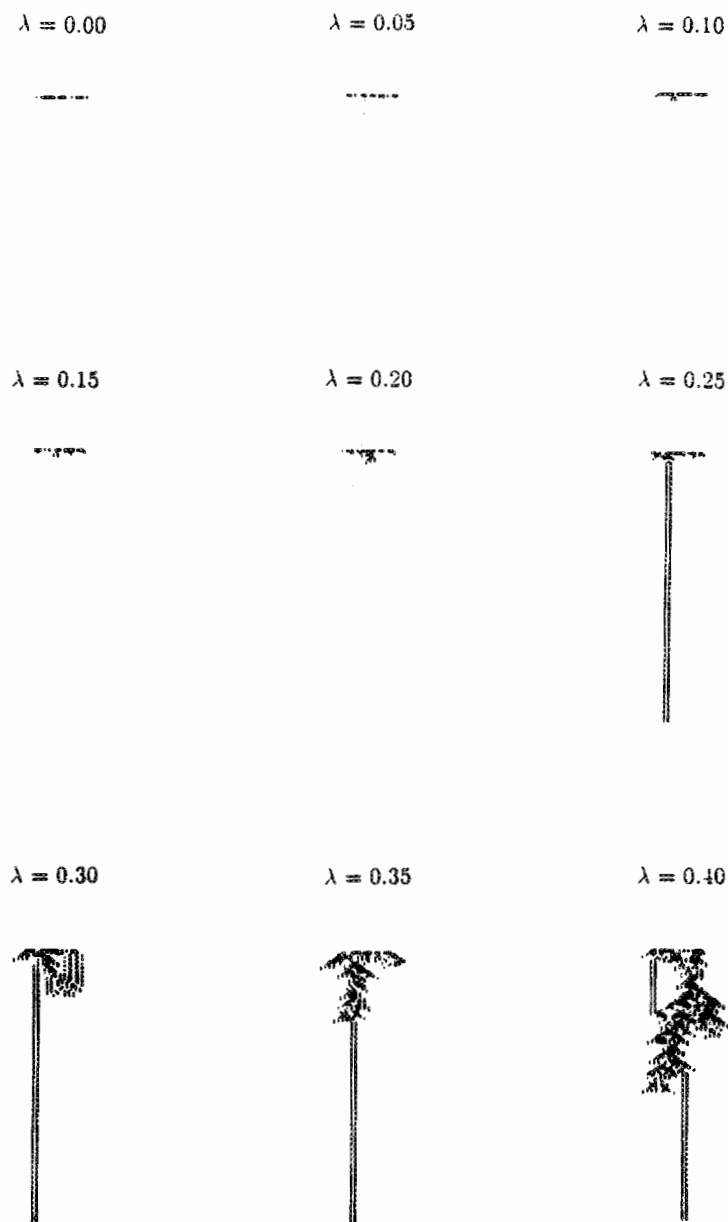 λ = 0.00 λ = 0.05 λ = 0.10
λ = 0.15 λ = 0.20 λ = 0.25
λ = 0.30 λ = 0.35 λ = 0.40